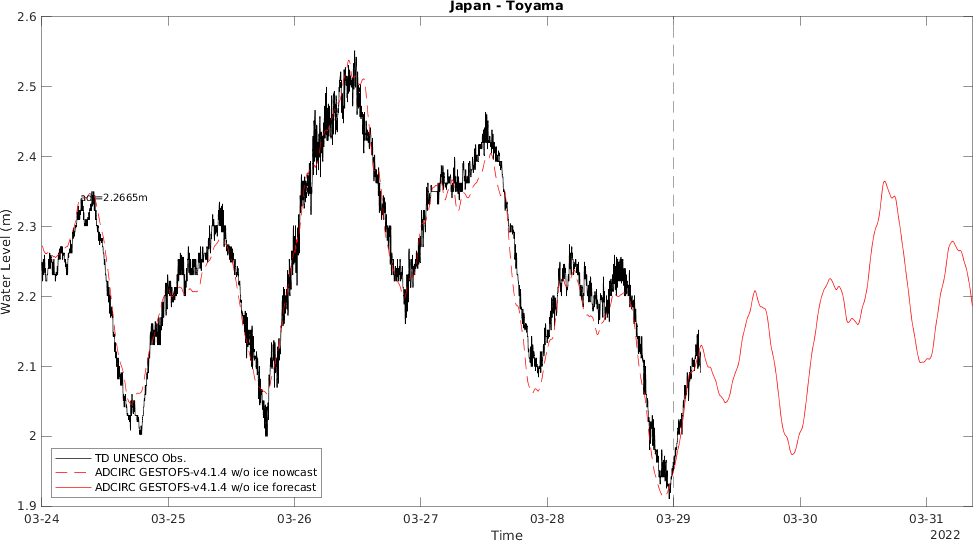 Japan - Toyama
2.6
2.5
2.4
2.3
2.2
2.1
2
1.9
Water Level (m)
=2.2665m
TD UNESCO Obs.
ADCIRC GESTOFS-v4.1.4 w/o ice nowcast
ADCIRC GESTOFS-v4.1.4 w/o ice forecast
03-24
03-25
03-26
03-27
03-28
03-29
03-30
03-31
Time
2022